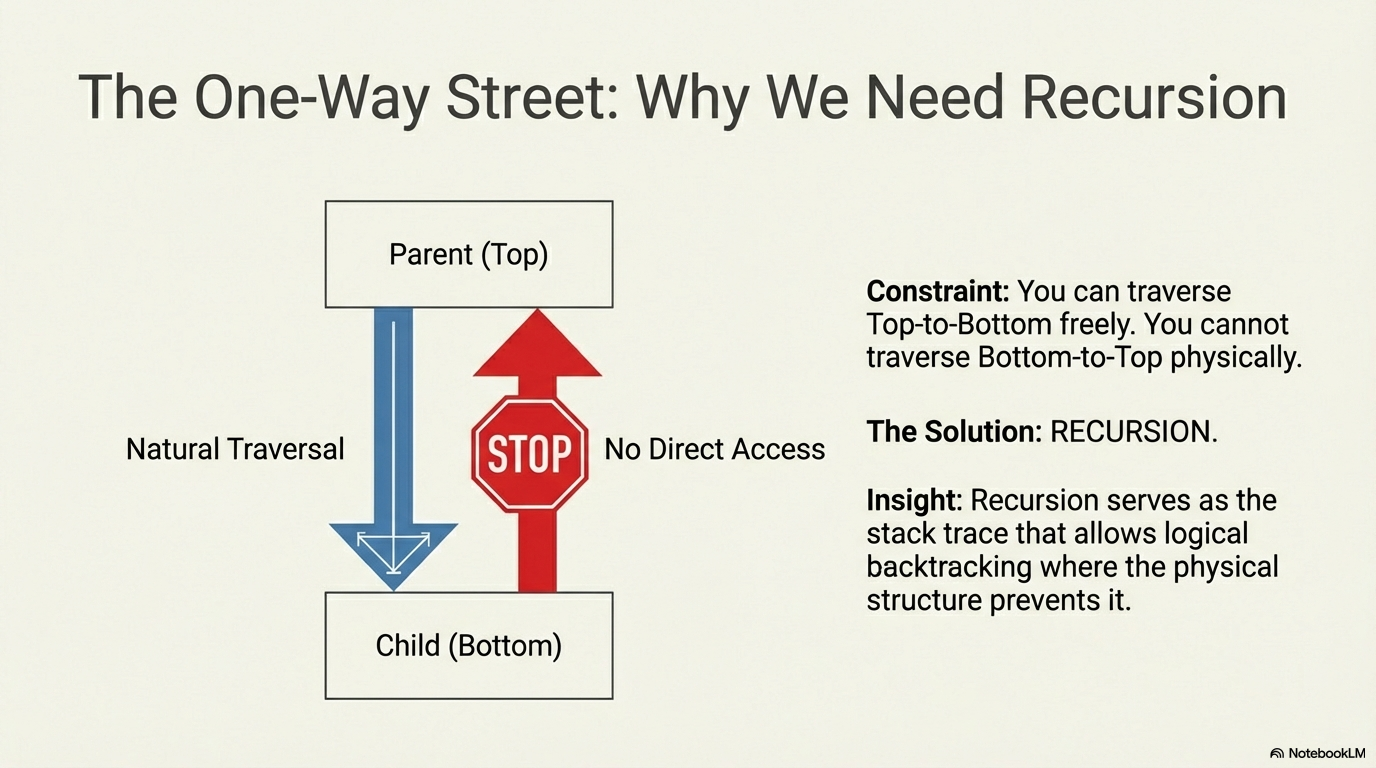 The One-Way Street: Why We Need Recursion
Parent (Top)
Natural Traversal
STOP
No Direct Access
Child (Bottom)
Constraint: You can traverse
Top-to-Bottom freely. You cannot
traverse Bottom-to-Top physically.
The Solution: RECURSION.
Insight: Recursion serves as the
stack trace that allows logical
backtracking where the physical
structure prevents it.
NotebookLM